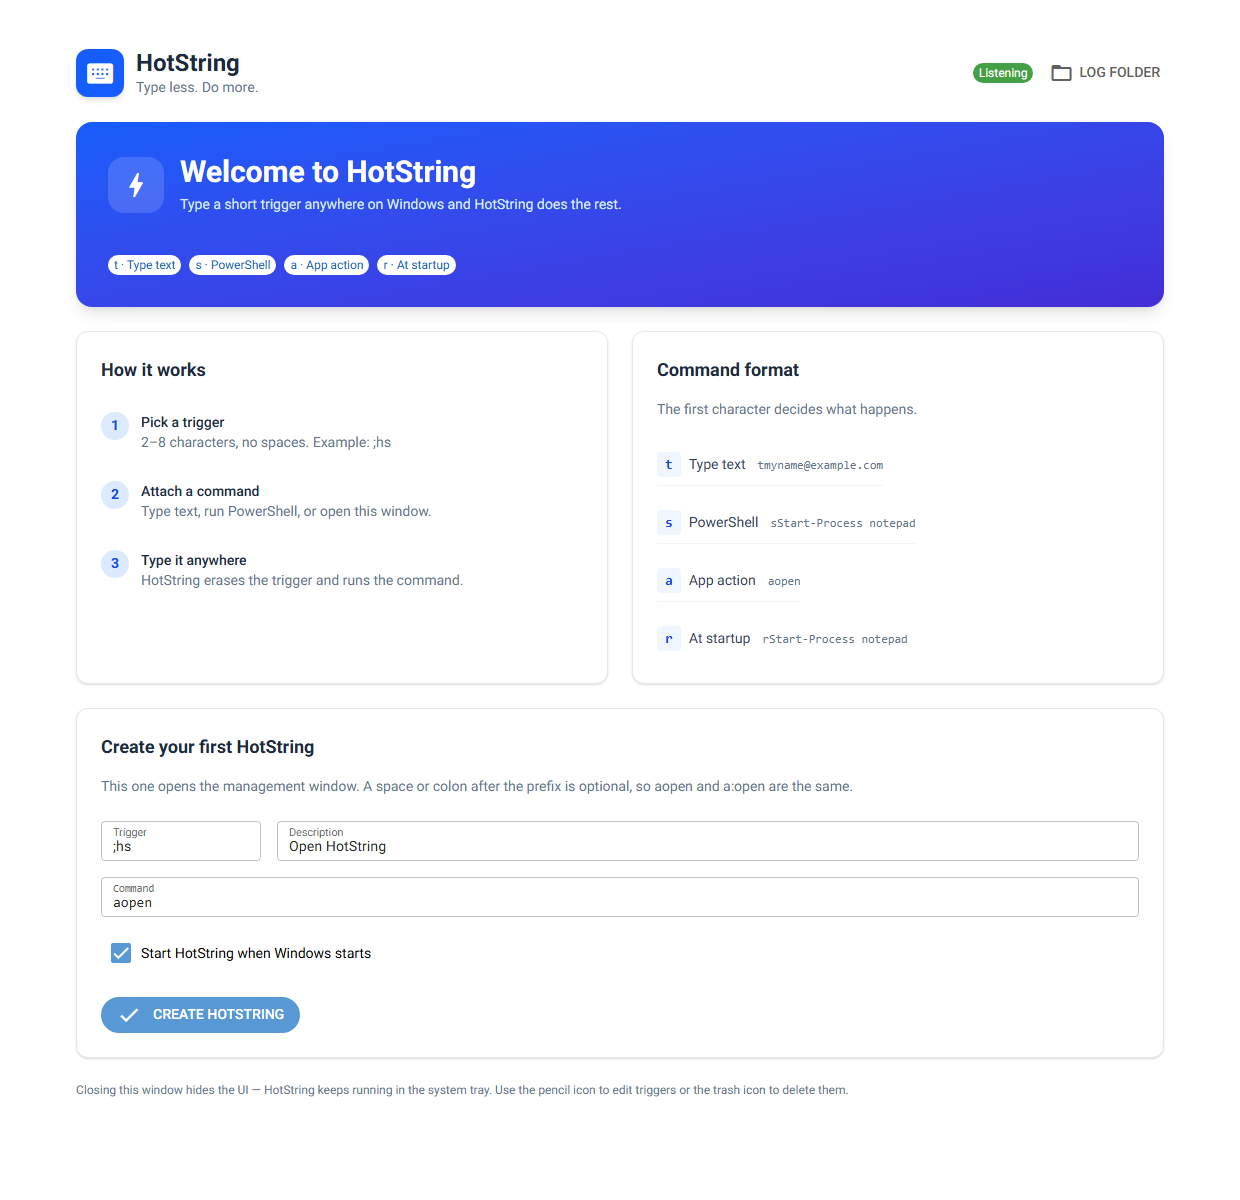 HotString
Type less. Do more.
Listening
LOG FOLDER
Welcome to HotString
Type a short trigger anywhere on Windows and HotString does the rest.
t · Type text
s · PowerShell
a · App action
r · At startup
How it works
1
Pick a trigger
2–8 characters, no spaces. Example: ;hs
2
Attach a command
Type text, run PowerShell, or open this window.
3
Type it anywhere
HotString erases the trigger and runs the command.
Command format
The first character decides what happens.
t Type text tmyname@example.com
s PowerShell sStart-Process notepad
a App action aopen
r At startup rStart-Process notepad
Create your first HotString
This one opens the management window. A space or colon after the prefix is optional, so aopen and a:open are the same.
Trigger
;hs
Description
Open HotString
Command
aopen
Start HotString when Windows starts
CREATE HOTSTRING
Closing this window hides the UI — HotString keeps running in the system tray. Use the pencil icon to edit triggers or the trash icon to delete them.